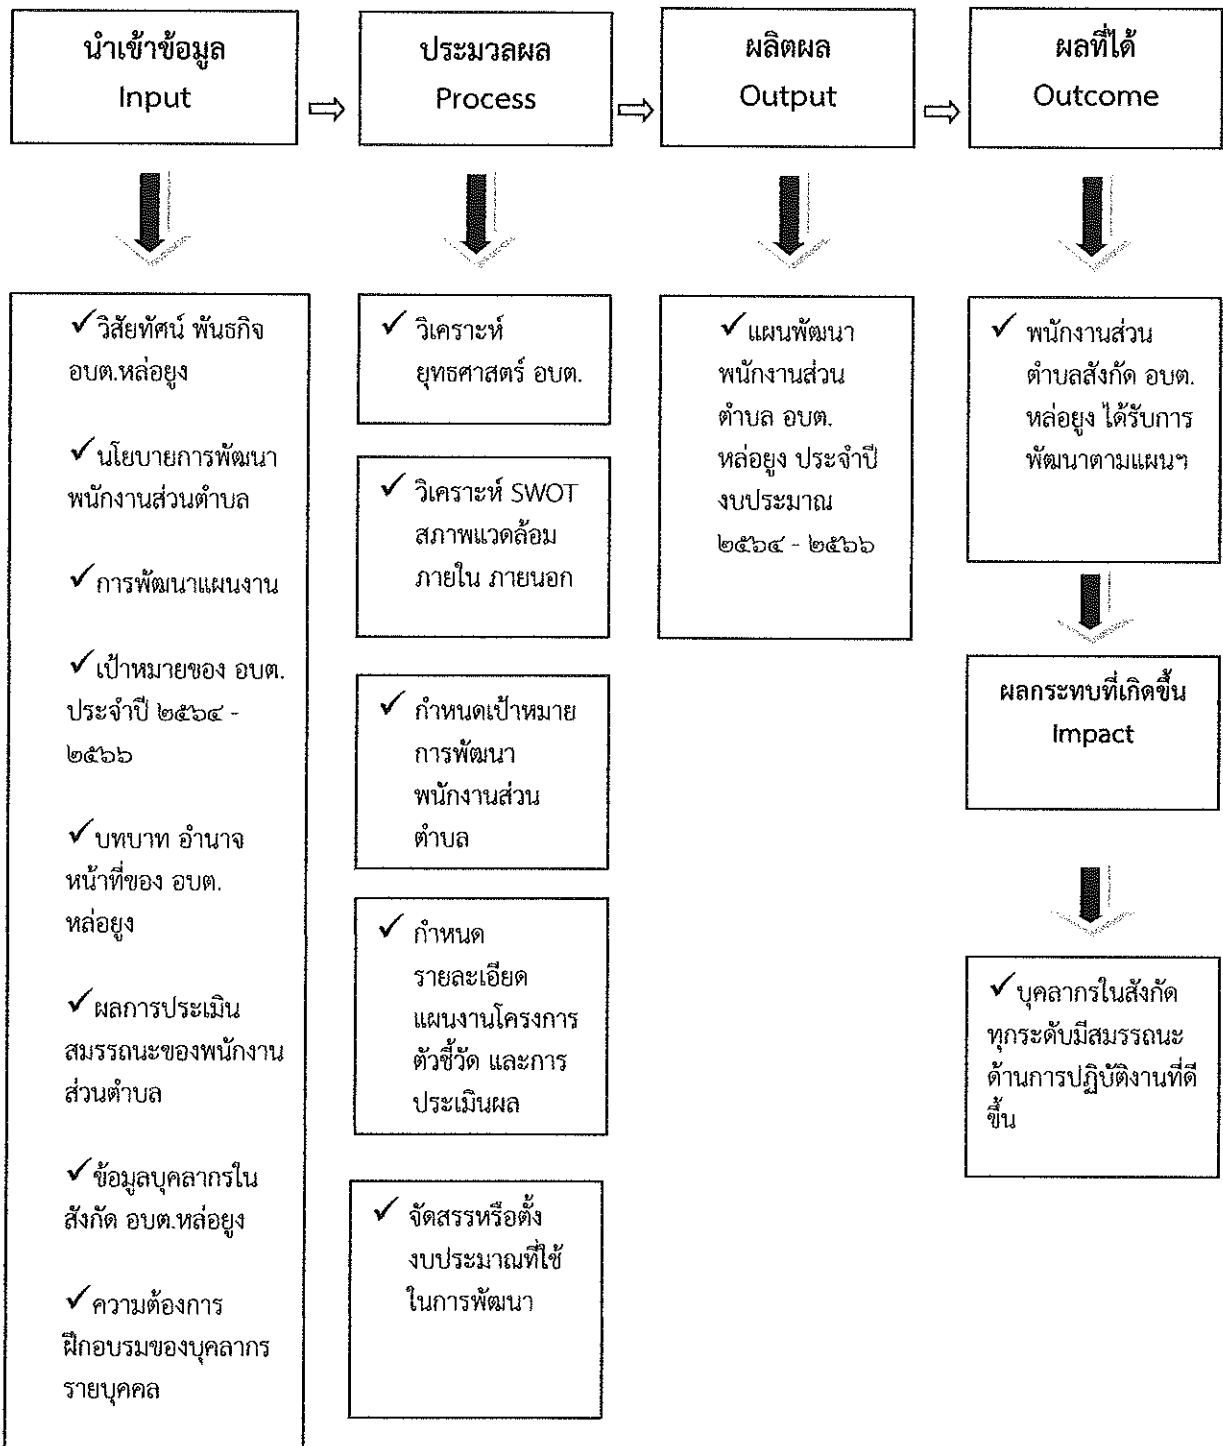 นำเข้าข้อมูล
Input
ประมวลผล
Process
ผลิตผล
Output
ผลที่ได้
Outcome
✓วิสัยทัศน์ พันธกิจ
อบต.หล่อยูง
✓นโยบายการพัฒนา
พนักงานส่วนตำบล
✓การพัฒนาแผนงาน
✓เป้าหมายของ อบต.
ประจำปี ๒๕๖๔ -
๒๕๖๖
✓บทบาท อำนาจ
หน้าที่ของ อบต.
หล่อยูง
✓ผลการประเมิน
สมรรถนะของพนักงาน
ส่วนตำบล
✓ข้อมูลบุคลากรใน
สังกัด อบต.หล่อยูง
✓ความต้องการ
ฝึกอบรมของบุคลากร
รายบุคคล
✓ วิเคราะห์
ยุทธศาสตร์ อบต.
✓ วิเคราะห์ SWOT
สภาพแวดล้อม
ภายใน ภายนอก
✓ กำหนดเป้าหมาย
การพัฒนา
พนักงานส่วน
ตำบล
✓ กำหนด
รายละเอียด
แผนงานโครงการ
ตัวชี้วัด และการ
ประเมินผล
✓ จัดสรรหรือตั้ง
งบประมาณที่ใช้
ในการพัฒนา
✓แผนพัฒนา
พนักงานส่วน
ตำบล อบต.
หล่อยูง ประจำปี
งบประมาณ
๒๕๖๔ - ๒๕๖๖
✓ พนักงานส่วน
ตำบลสังกัด อบต.
หล่อยูง ได้รับการ
พัฒนาตามแผนฯ
ผลกระทบที่เกิดขึ้น
Impact
✓บุคลากรในสังกัด
ทุกระดับมีสมรรถนะ
ด้านการปฏิบัติงานที่ดี
ขึ้น